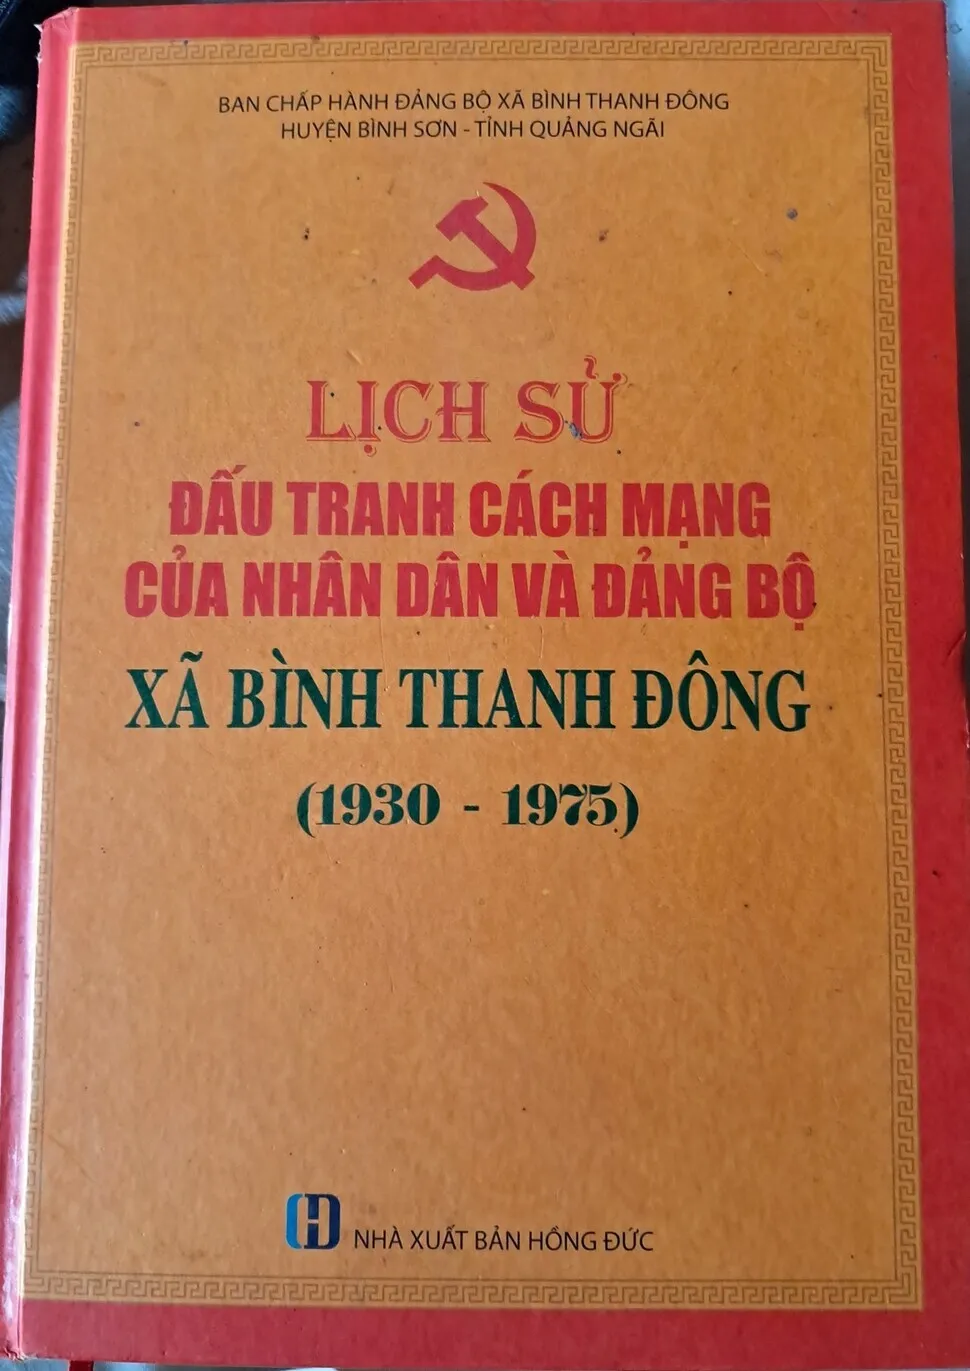 BAN CHẤP HÀNH ĐẢNG BỘ XÃ BÌNH THANH ĐÔNG
HUYỆN BÌNH SƠN - TỈNH QUẢNG NGÃI
LỊCH SỬ
ĐẤU TRANH CÁCH MẠNG
CỦA NHÂN DÂN VÀ ĐẢNG BỘ
XÃ BÌNH THANH ĐÔNG
(1930 - 1975)
NHÀ XUẤT BẢN HỒNG ĐỨC